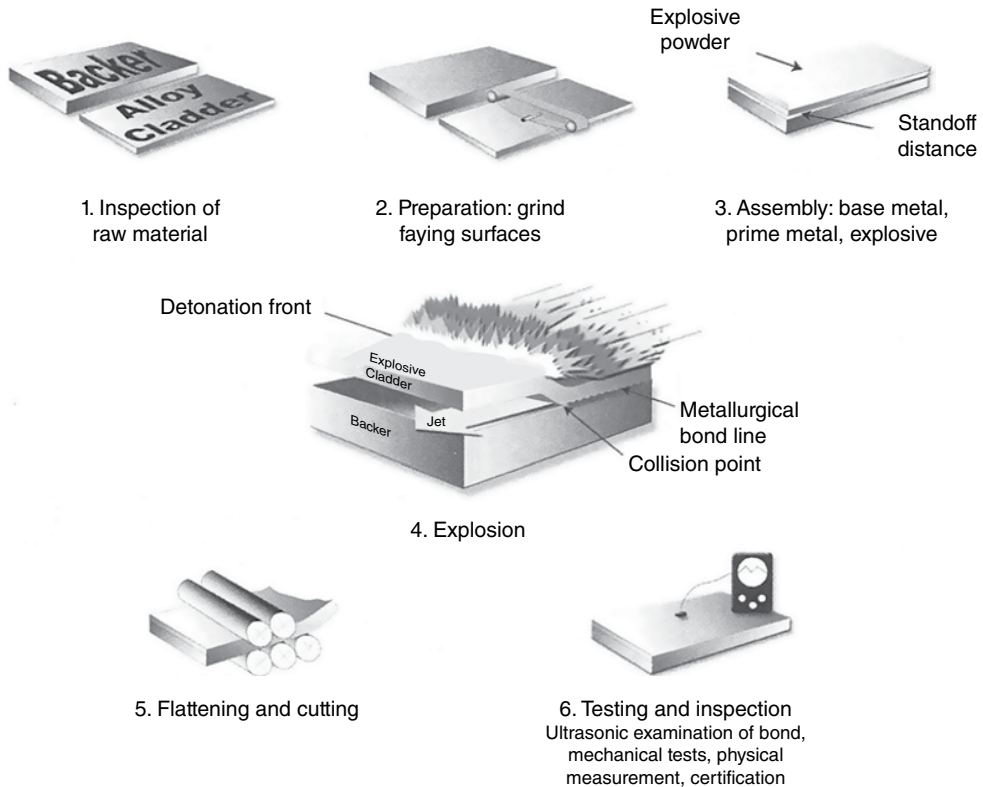 Backer
Alloy
Cladder
1. Inspection of
raw material
2. Preparation: grind
faying surfaces
Explosive
powder
Standoff
distance
3. Assembly: base metal,
prime metal, explosive
Detonation front
Explosive
Cladder
Backer
Jet
Metallurgical
bond line
Collision point
4. Explosion
5. Flattening and cutting
6. Testing and inspection
Ultrasonic examination of bond,
mechanical tests, physical
measurement, certification